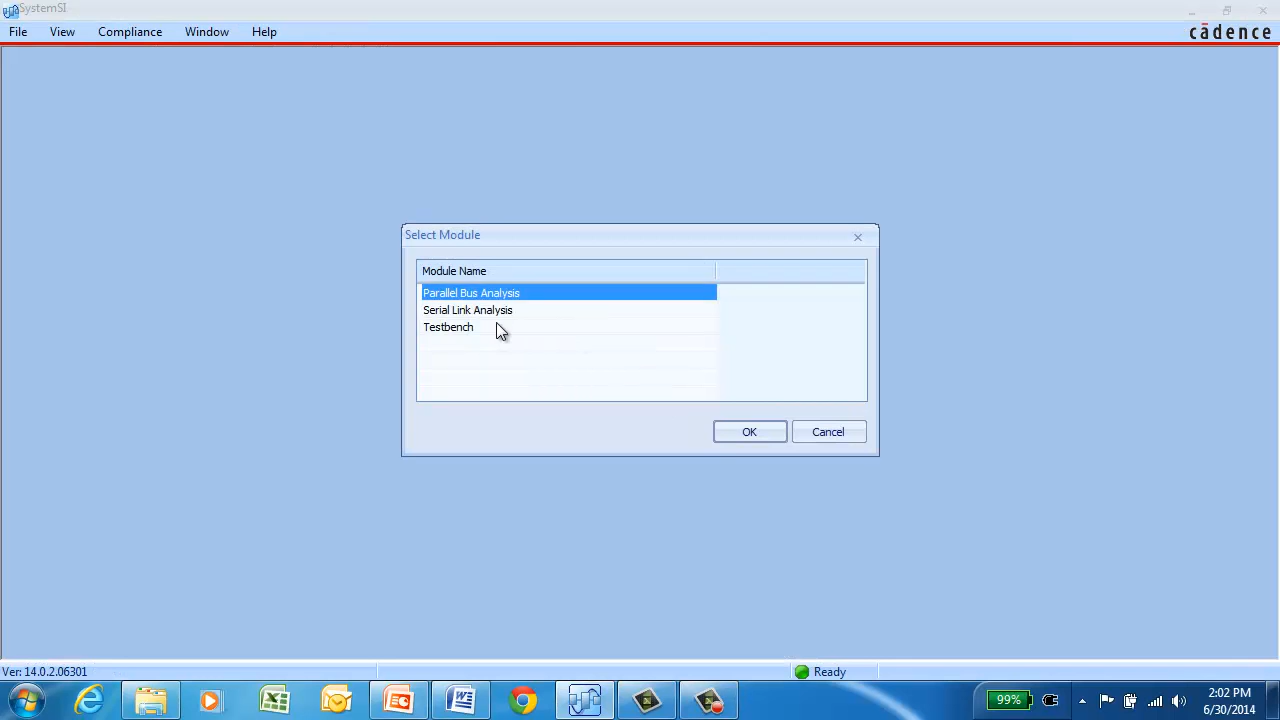 SystemSI
File View Compliance Window Help
cādence
Select Module
Module Name
Parallel Bus Analysis
Serial Link Analysis
Testbench
OK Cancel
Ver: 14.0.2.06301
Ready
99%
2:02 PM
6/30/2014